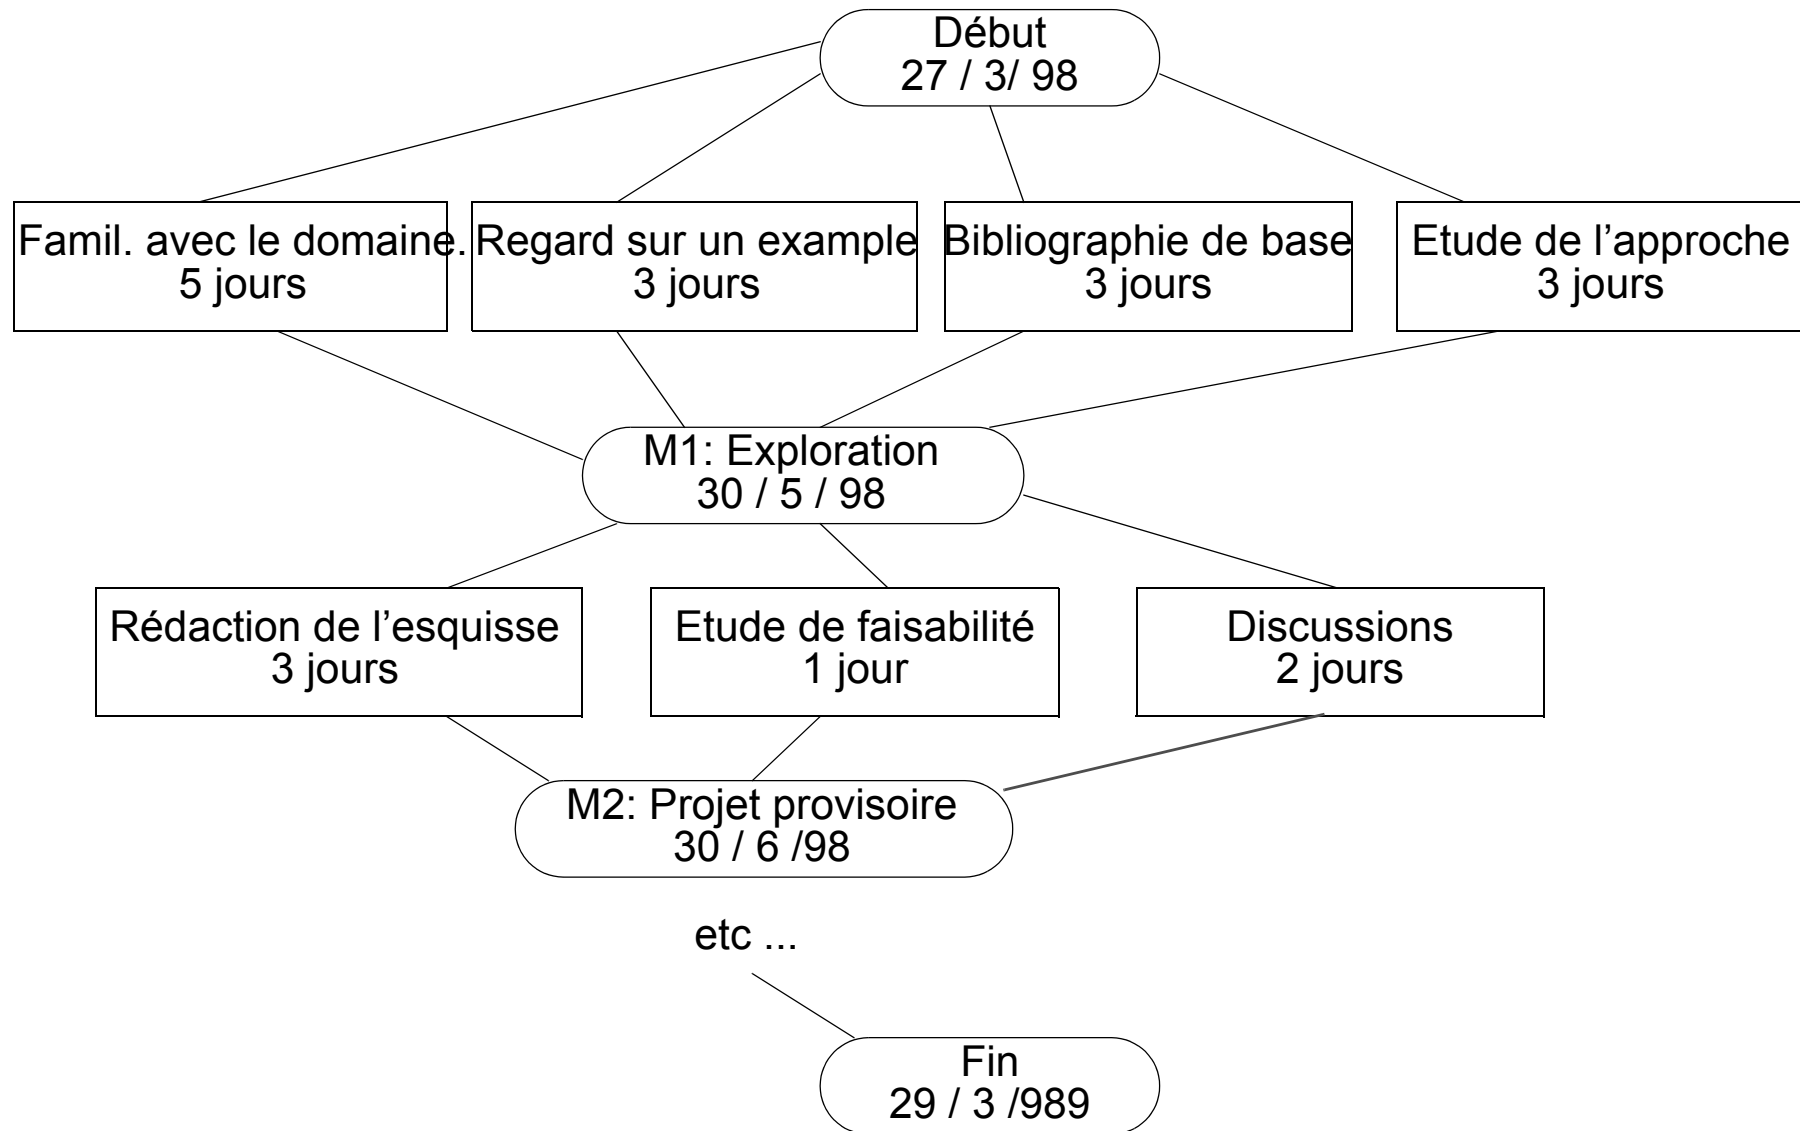 Début
27 / 3/ 98
Famil. avec le domaine.
5 jours
Regard sur un example
3 jours
Bibliographie de base
3 jours
Etude de l’approche
3 jours
M1: Exploration
30 / 5 / 98
Rédaction de l’esquisse
3 jours
Etude de faisabilité
1 jour
Discussions
2 jours
M2: Projet provisoire
30 / 6 /98
etc ...
Fin
29 / 3 /989